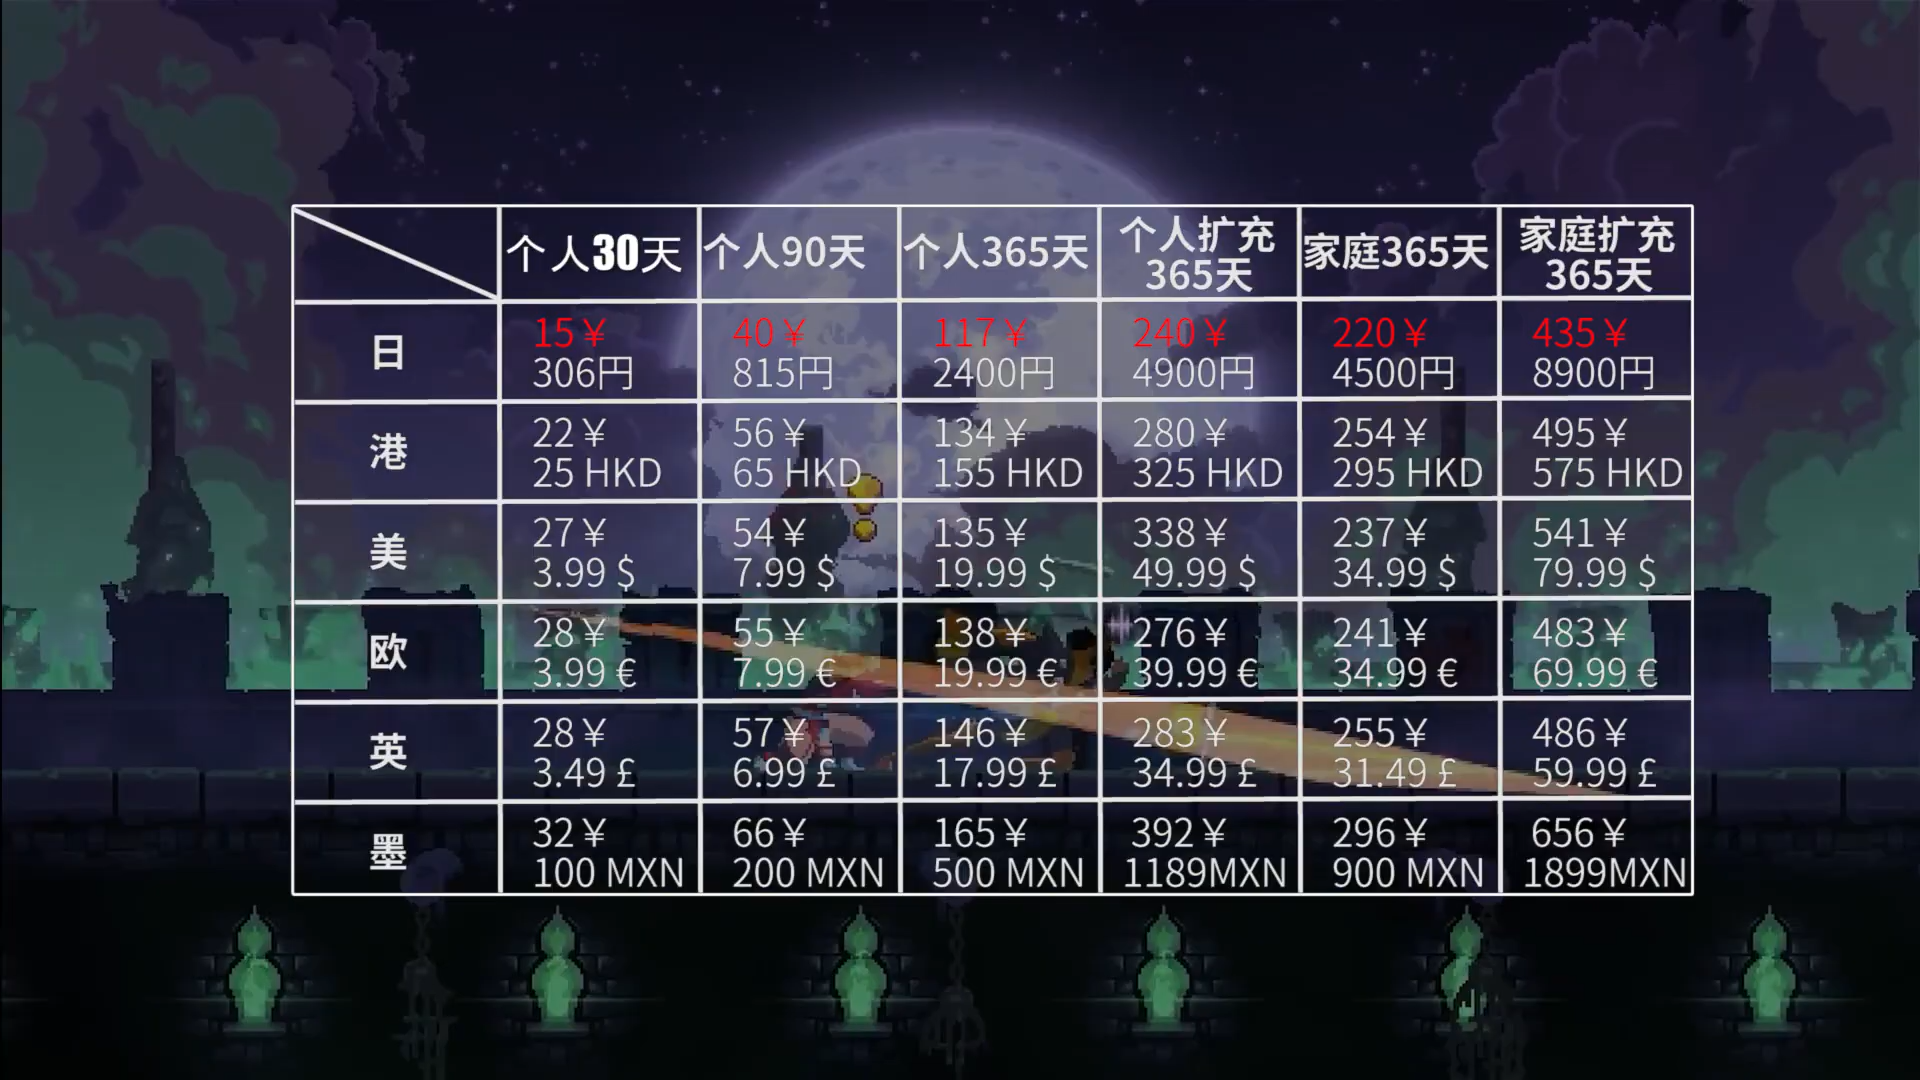 个人30天
个人90天
个人365天
个人扩充
365天
家庭365天
家庭扩充
365天
日
15￥
306円
40￥
815円
117￥
2400円
240￥
4900円
220￥
4500円
435￥
8900円
港
22￥
25 HKD
56￥
65 HKD
134￥
155 HKD
280￥
325 HKD
254￥
295 HKD
495￥
575 HKD
美
27￥
3.99 $
54￥
7.99 $
135￥
19.99 $
338￥
49.99 $
237￥
34.99 $
541￥
79.99 $
欧
28￥
3.99 €
55￥
7.99 €
138￥
19.99 €
276￥
39.99 €
241￥
34.99 €
483￥
69.99 €
英
28￥
3.49 £
57￥
6.99 £
146￥
17.99 £
283￥
34.99 £
255￥
31.49 £
486￥
59.99 £
墨
32￥
100 MXN
66￥
200 MXN
165￥
500 MXN
392￥
1189MXN
296￥
900 MXN
656￥
1899MXN